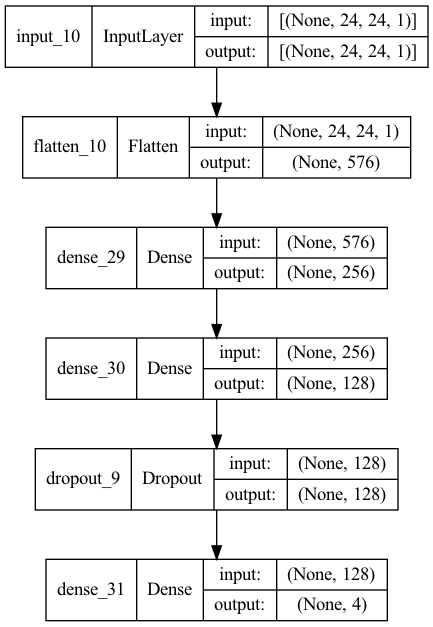 input_10 InputLayer input: [(None, 24, 24, 1)]
output: [(None, 24, 24, 1)]
flatten_10 Flatten input: (None, 24, 24, 1)
output: (None, 576)
dense_29 Dense input: (None, 576)
output: (None, 256)
dense_30 Dense input: (None, 256)
output: (None, 128)
dropout_9 Dropout input: (None, 128)
output: (None, 128)
dense_31 Dense input: (None, 128)
output: (None, 4)